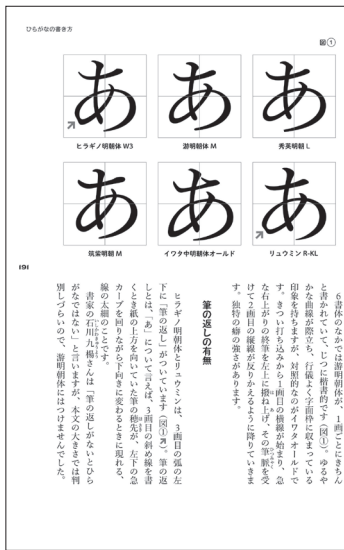 ひらがなの書き方
図①
あ
あ
あ
ヒラギノ明朝体 W3
游明朝体 M
秀英明朝 L
あ
あ
あ
筑紫明朝 M
イワタ中明朝体オールド
リュウミン R-KL
６書体のなかでは游明朝体が、１画ごとにきちん
と書かれていて、じつに楷書的です（図①）。ゆるや
かな曲線が際立ち、行儀よく字面枠に収まっている
印象を持ちますが、対照的なのがイワタオールドで
す。きつい打ち込みから１画目の横線が始まり、急
な右上がりの終筆を左上に撥ね上げ、その筆脈を受
けて２画目の縦線が反りかえるように降りていきま
す。独特の癖の強さがあります。
筆の返しの有無
ヒラギノ明朝体とリュウミンは、３画目の弧の左
下に「筆の返し」がついています（図①↗）。筆の返
しとは、「あ」について言えば、３画目の斜め線を書
くとき紙の上方を向いていた筆の穂先が、左下の急
カーブを回りながら下向きに変わるときに現れる、
線の太細のことです。
書家の石川九楊さんは「筆の返しがないとひら
がなではない」と言いますが、本文の大きさでは判
別しづらいので、游明朝体にはつけませんでした。
191